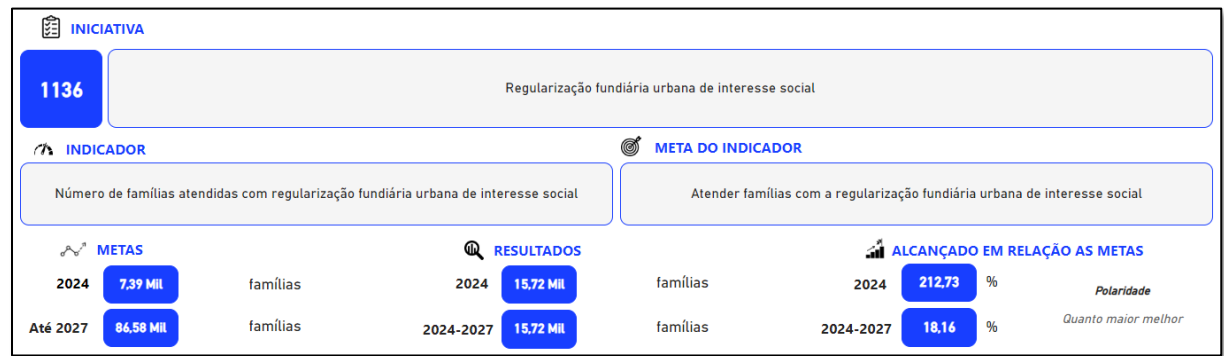 INICIATIVA
1136
Regularização fundiária urbana de interesse social
INDICADOR
META DO INDICADOR
Número de famílias atendidas com regularização fundiária urbana de interesse social
Atender famílias com a regularização fundiária urbana de interesse social
METAS
RESULTADOS
ALCANÇADO EM RELAÇÃO AS METAS
2024 7,39 Mil famílias 2024 15,72 Mil famílias 2024 212,73 %
Polaridade
Até 2027 86,58 Mil famílias 2024-2027 15,72 Mil famílias 2024-2027 18,16 %
Quanto maior melhor